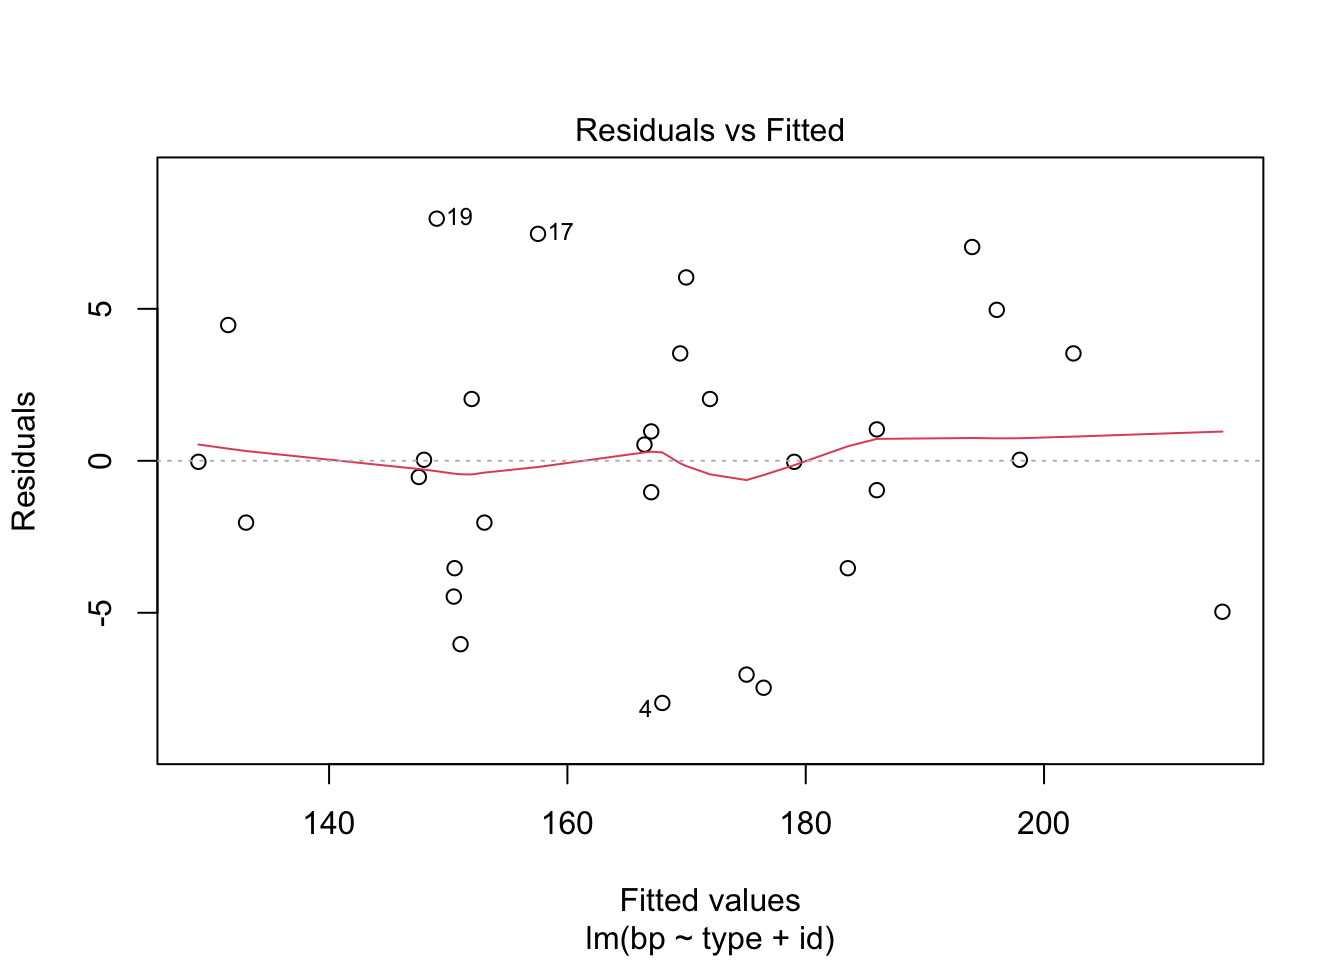 Residuals vs Fitted
19
17
4
5
0
-5
Residuals
140 160 180 200
Fitted values
lm(bp ~ type + id)